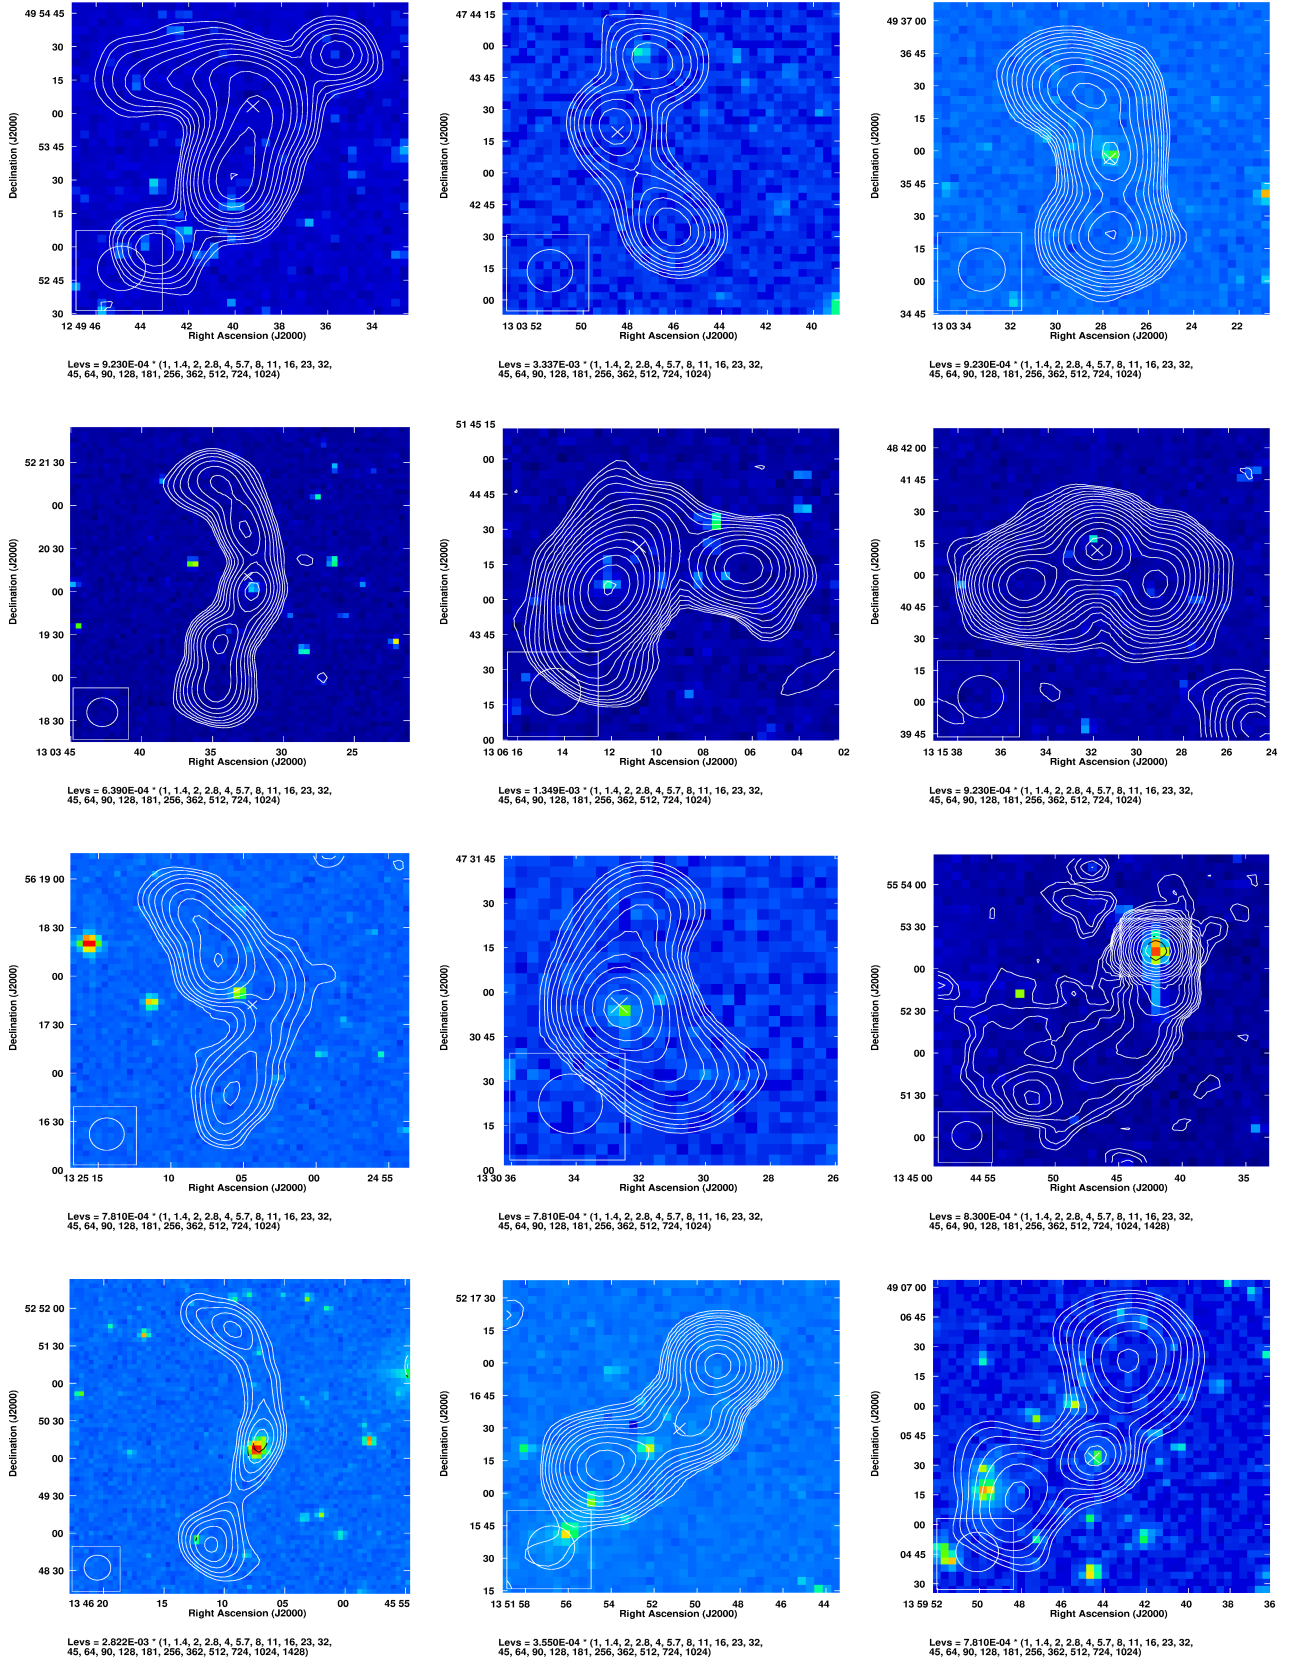 49 54 45
30
15
00
53 45
30
15
00
52 45
30
Declination (J2000)
12 49 46 44 42 40 38 36 34
Right Ascension (J2000)
Levs = 9.230E-04 * (1, 1.4, 2, 2.8, 4, 5.7, 8, 11, 16, 23, 32,
45, 64, 90, 128, 181, 256, 362, 512, 724, 1024)
47 44 15
00
43 45
30
15
00
42 45
30
15
00
Declination (J2000)
13 03 52 50 48 46 44 42 40
Right Ascension (J2000)
Levs = 3.337E-03 * (1, 1.4, 2, 2.8, 4, 5.7, 8, 11, 16, 23, 32,
45, 64, 90, 128, 181, 256, 362, 512, 724, 1024)
49 37 00
36 45
30
15
00
35 45
30
15
00
34 45
Declination (J2000)
13 03 34 32 30 28 26 24 22
Right Ascension (J2000)
Levs = 9.230E-04 * (1, 1.4, 2, 2.8, 4, 5.7, 8, 11, 16, 23, 32,
45, 64, 90, 128, 181, 256, 362, 512, 724, 1024)
52 21 30
00
20 30
00
19 30
00
18 30
Declination (J2000)
13 03 45 40 35 30 25
Right Ascension (J2000)
Levs = 6.390E-04 * (1, 1.4, 2, 2.8, 4, 5.7, 8, 11, 16, 23, 32,
45, 64, 90, 128, 181, 256, 362, 512, 724, 1024)
51 45 15
00
44 45
30
15
00
43 45
30
15
00
Declination (J2000)
13 06 16 14 12 10 08 06 04 02
Right Ascension (J2000)
Levs = 1.349E-03 * (1, 1.4, 2, 2.8, 4, 5.7, 8, 11, 16, 23, 32,
45, 64, 90, 128, 181, 256, 362, 512, 724, 1024)
48 42 00
41 45
30
15
00
40 45
30
15
00
39 45
Declination (J2000)
13 15 38 36 34 32 30 28 26 24
Right Ascension (J2000)
Levs = 9.230E-04 * (1, 1.4, 2, 2.8, 4, 5.7, 8, 11, 16, 23, 32,
45, 64, 90, 128, 181, 256, 362, 512, 724, 1024)
56 19 00
18 30
00
17 30
00
16 30
00
Declination (J2000)
13 25 15 10 05 00 24 55
Right Ascension (J2000)
Levs = 7.810E-04 * (1, 1.4, 2, 2.8, 4, 5.7, 8, 11, 16, 23, 32,
45, 64, 90, 128, 181, 256, 362, 512, 724, 1024)
47 31 45
30
15
00
30 45
30
15
00
Declination (J2000)
13 30 36 34 32 30 28 26
Right Ascension (J2000)
Levs = 7.810E-04 * (1, 1.4, 2, 2.8, 4, 5.7, 8, 11, 16, 23, 32,
45, 64, 90, 128, 181, 256, 362, 512, 724, 1024)
55 54 00
53 30
00
52 30
00
51 30
00
Declination (J2000)
13 45 00 44 55 50 45 40 35
Right Ascension (J2000)
Levs = 8.300E-04 * (1, 1.4, 2, 2.8, 4, 5.7, 8, 11, 16, 23, 32,
45, 64, 90, 128, 181, 256, 362, 512, 724, 1024, 1428)
52 52 00
51 30
00
50 30
00
49 30
00
48 30
Declination (J2000)
13 46 20 15 10 05 00 45 55
Right Ascension (J2000)
Levs = 2.822E-03 * (1, 1.4, 2, 2.8, 4, 5.7, 8, 11, 16, 23, 32,
45, 64, 90, 128, 181, 256, 362, 512, 724, 1024, 1428)
52 17 30
15
00
16 45
30
15
00
15 45
30
15
Declination (J2000)
13 51 58 56 54 52 50 48 46 44
Right Ascension (J2000)
Levs = 3.550E-04 * (1, 1.4, 2, 2.8, 4, 5.7, 8, 11, 16, 23, 32,
45, 64, 90, 128, 181, 256, 362, 512, 724, 1024)
49 07 00
06 45
30
15
00
05 45
30
15
00
04 45
30
Declination (J2000)
13 59 52 50 48 46 44 42 40 38 36
Right Ascension (J2000)
Levs = 7.810E-04 * (1, 1.4, 2, 2.8, 4, 5.7, 8, 11, 16, 23, 32,
45, 64, 90, 128, 181, 256, 362, 512, 724, 1024)